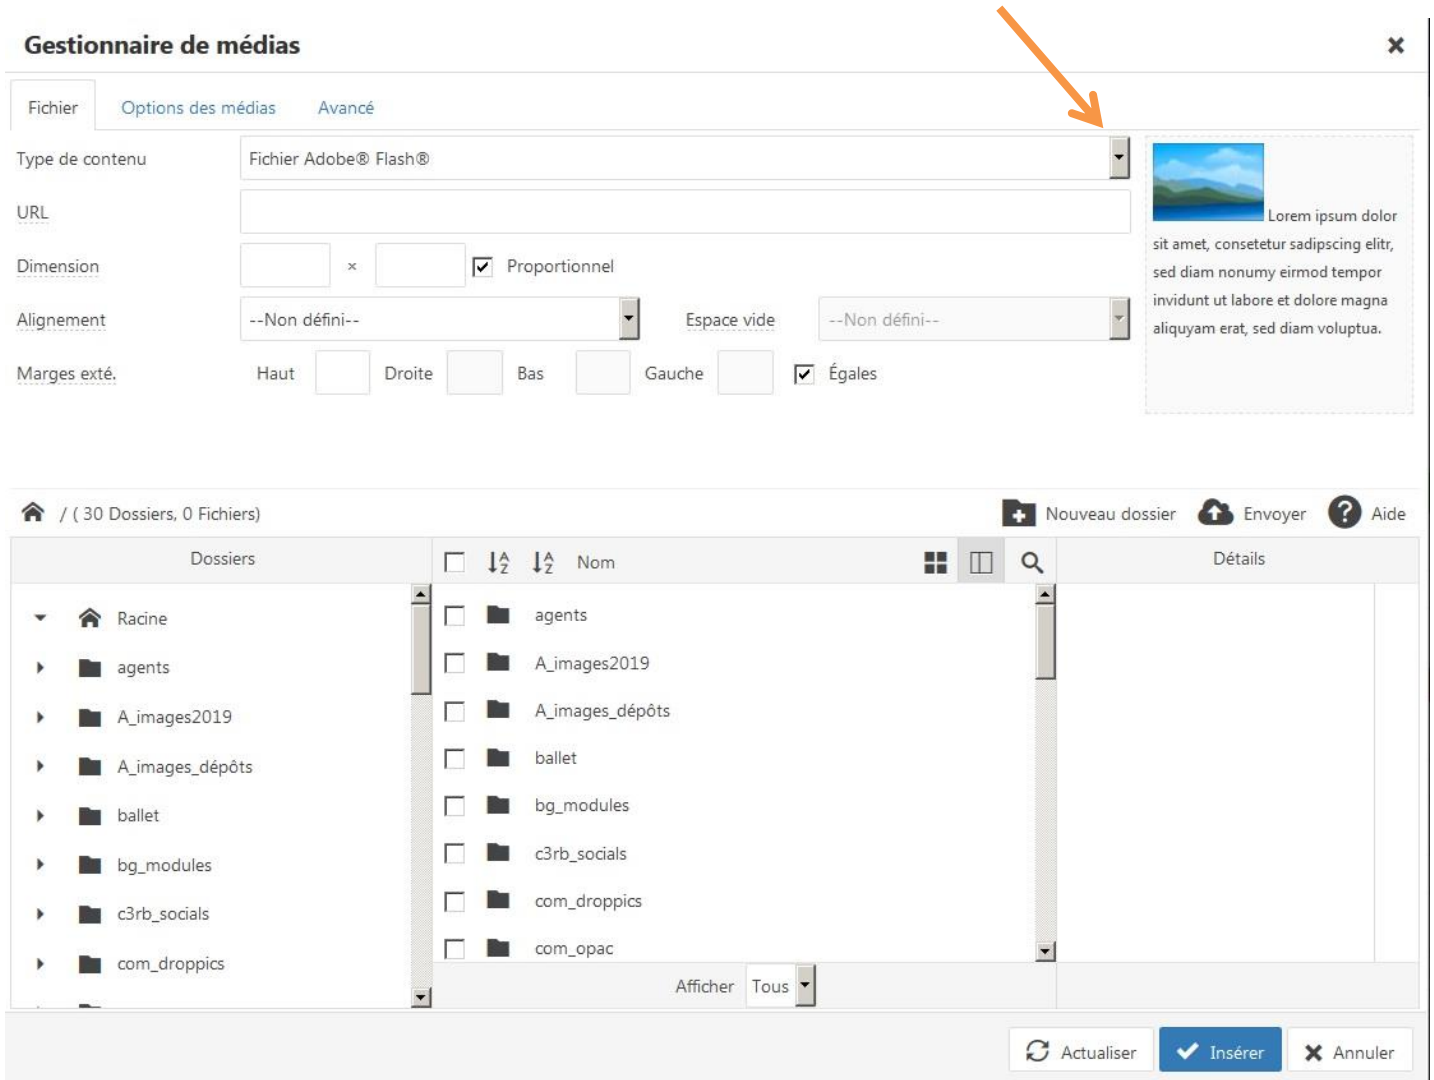 Gestionnaire de médias
Fichier Options des médias Avancé
Type de contenu Fichier Adobe® Flash®
URL
Dimension × Proportionnel
Alignement --Non défini-- Espace vide --Non défini--
Marges exté. Haut Droite Bas Gauche Égales
Lorem ipsum dolor
sit amet, consetetur sadipscing elitr,
sed diam nonumy eirmod tempor
invidunt ut labore et dolore magna
aliquyam erat, sed diam voluptua.
/ ( 30 Dossiers, 0 Fichiers) Nouveau dossier Envoyer ? Aide
Dossiers
AZ AZ Nom
Détails
Racine
agents
A_images2019
A_images_dépôts
ballet
bg_modules
c3rb_socials
com_droppics
agents
A_images2019
A_images_dépôts
ballet
bg_modules
c3rb_socials
com_droppics
com_opac
Afficher Tous
Actualiser Insérer Annuler